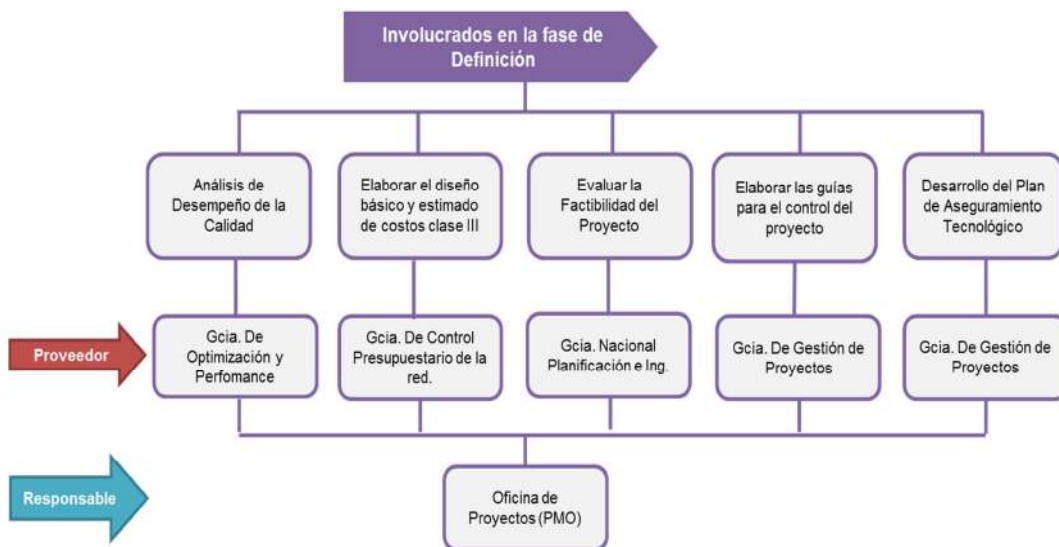 Involucrados en la fase de
Definición
Análisis de
Desempeño de la
Calidad
Elaborar el diseño
básico y estimado
de costos clase III
Evaluar la
Factibilidad del
Proyecto
Elaborar las guías
para el control del
proyecto
Desarrollo del Plan
de Aseguramiento
Tecnológico
Proveedor
Gcia. De
Optimización y
Perfomance
Gcia. De Control
Presupuestario de la
red.
Gcia. Nacional
Planificación e Ing.
Gcia. De Gestión de
Proyectos
Gcia. De Gestión de
Proyectos
Responsable
Oficina de
Proyectos (PMO)